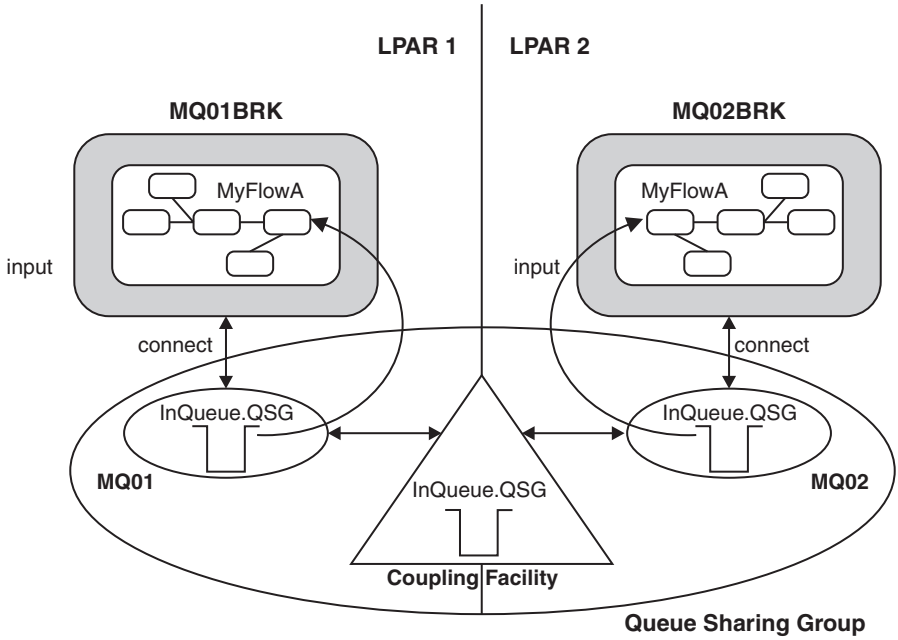 LPAR 1
LPAR 2
MQ01BRK
MQ02BRK
MyFlowA
MyFlowA
input
input
connect
connect
InQueue.QSG
InQueue.QSG
MQ01
MQ02
InQueue.QSG
Coupling Facility
Queue Sharing Group